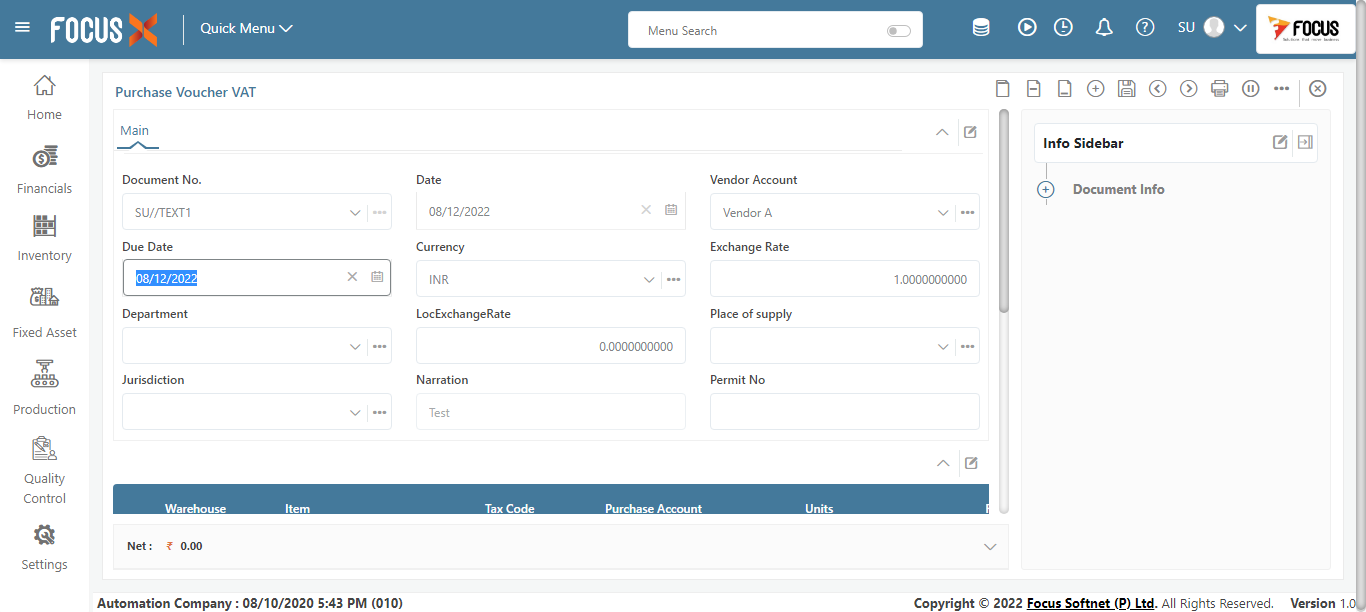 FOCUS X
Quick Menu
Menu Search
SU
FOCUS
Home
Financials
Inventory
Fixed Asset
Production
Quality
Control
Settings
Purchase Voucher VAT
Main
Document No.
Date
Vendor Account
SU//TEXT1
08/12/2022
Vendor A
Due Date
Currency
Exchange Rate
08/12/2022
INR
1.0000000000
Department
LocExchangeRate
Place of supply
0.0000000000
Jurisdiction
Narration
Permit No
Test
Warehouse
Item
Tax Code
Purchase Account
Units
Net : ₹ 0.00
Info Sidebar
Document Info
Automation Company : 08/10/2020 5:43 PM (010)
Copyright © 2022 Focus Softnet (P) Ltd. All Rights Reserved.
Version 1.0